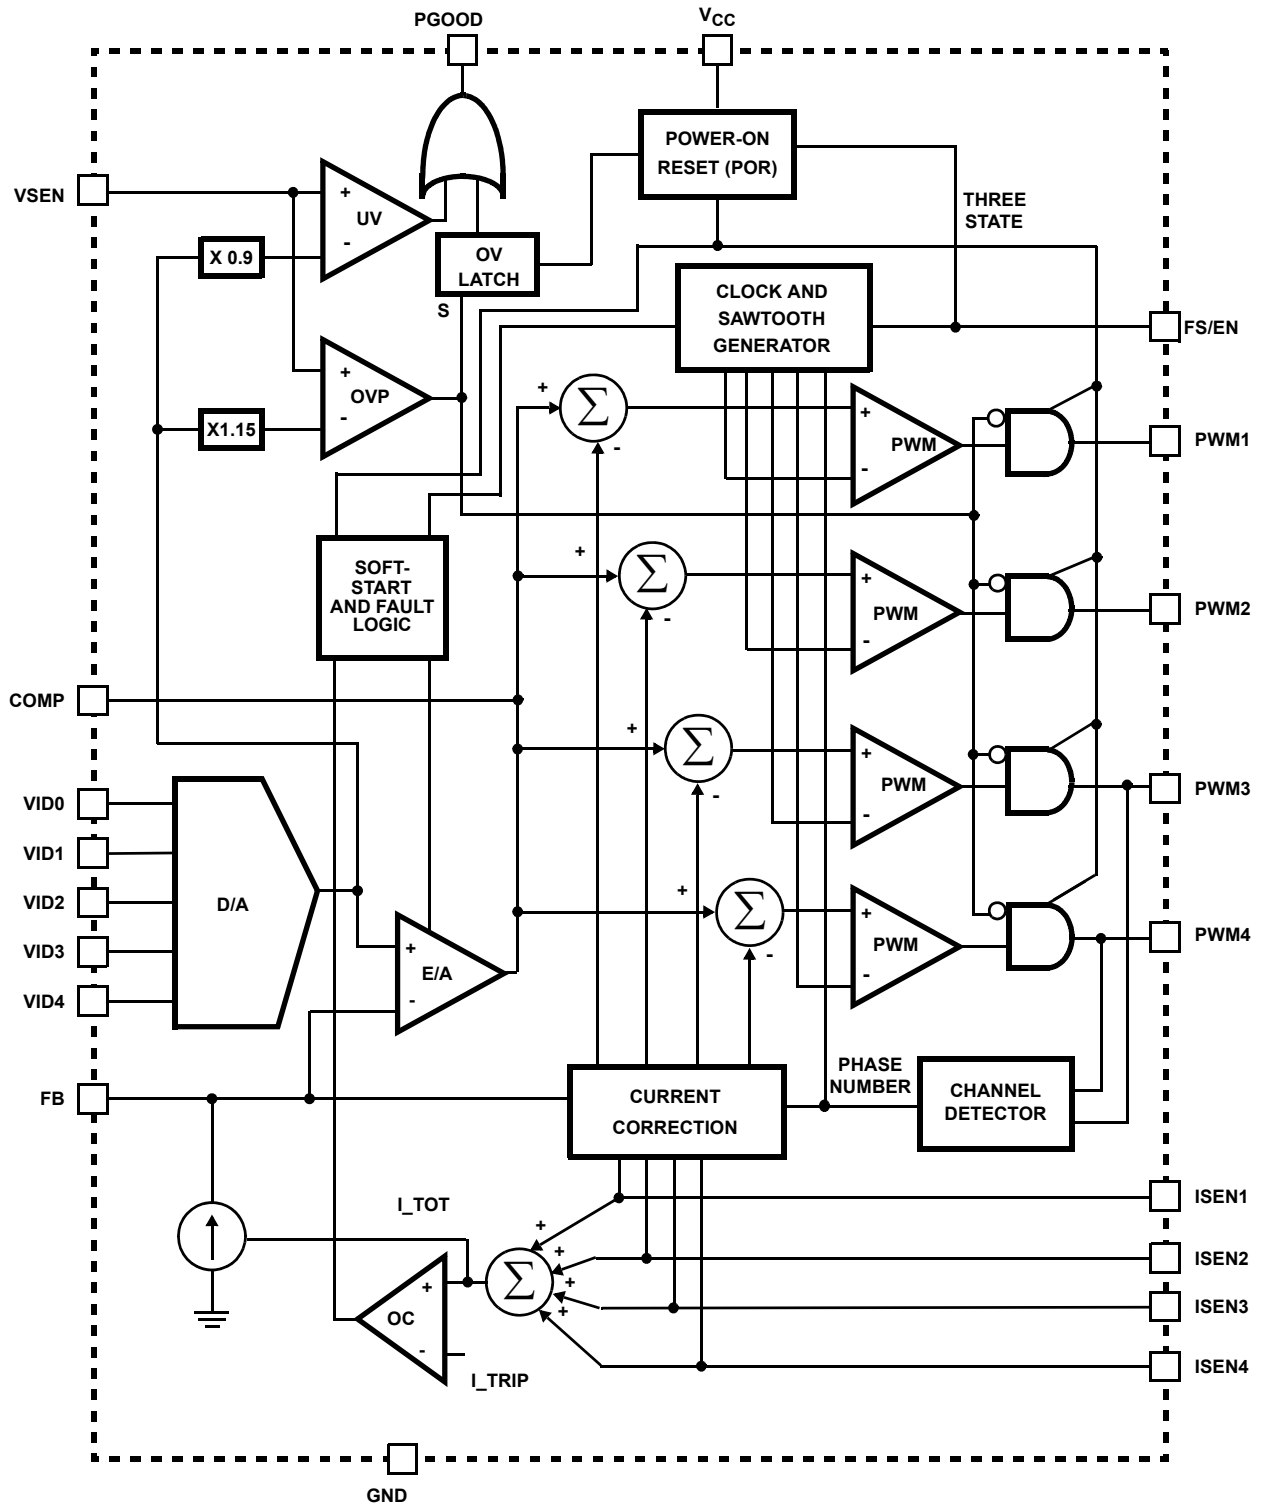 PGOOD
VCC
POWER-ON
RESET (POR)
VSEN
+
UV
-
THREE
STATE
X 0.9
OV
LATCH
S
CLOCK AND
SAWTOOTH
GENERATOR
FS/EN
+
OVP
-
X1.15
+
Σ
-
+
PWM
-
PWM1
SOFT-
START
AND FAULT
LOGIC
+
Σ
-
+
PWM
-
PWM2
COMP
+
Σ
-
+
PWM
-
PWM3
VID0
VID1
VID2
VID3
VID4
D/A
+
E/A
-
+
Σ
-
+
PWM
-
PWM4
FB
CURRENT
CORRECTION
PHASE
NUMBER
CHANNEL
DETECTOR
I_TOT
+
+
+
+
Σ
ISEN1
ISEN2
ISEN3
ISEN4
+
OC
-
I_TRIP
GND